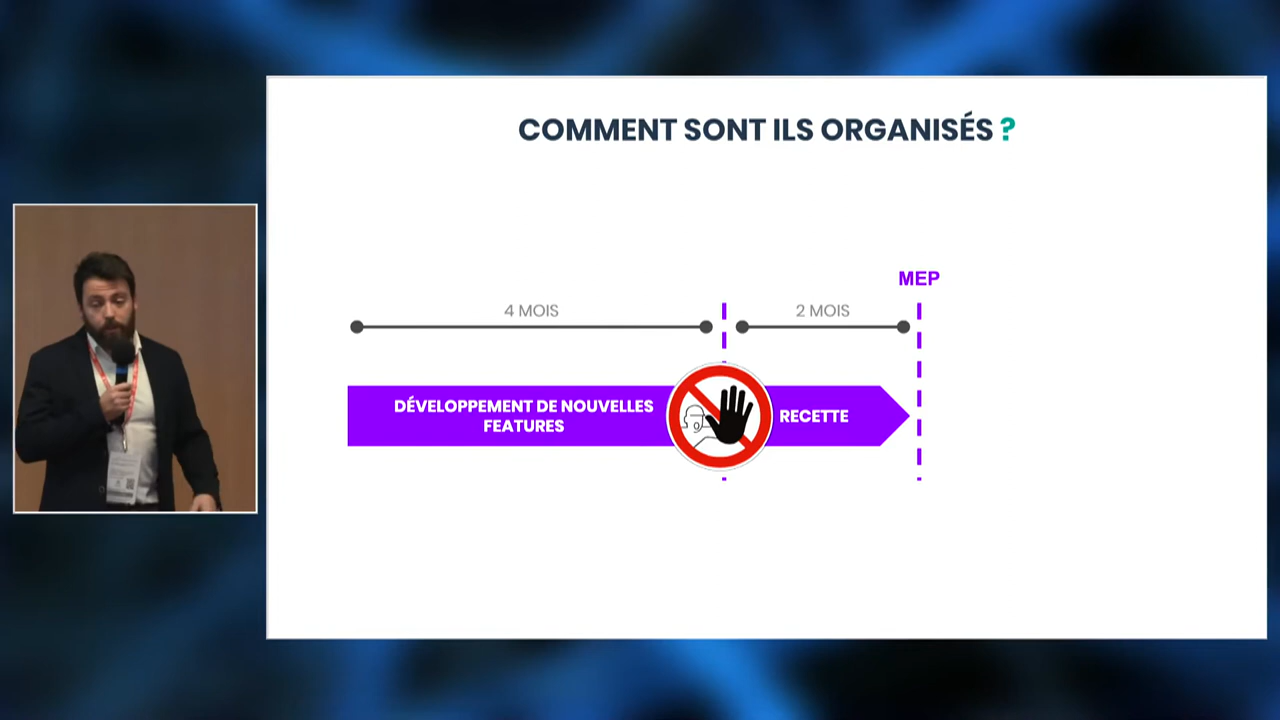 COMMENT SONT ILS ORGANISÉS ?
MEP
4 MOIS
2 MOIS
DÉVELOPPEMENT DE NOUVELLES
FEATURES
RECETTE